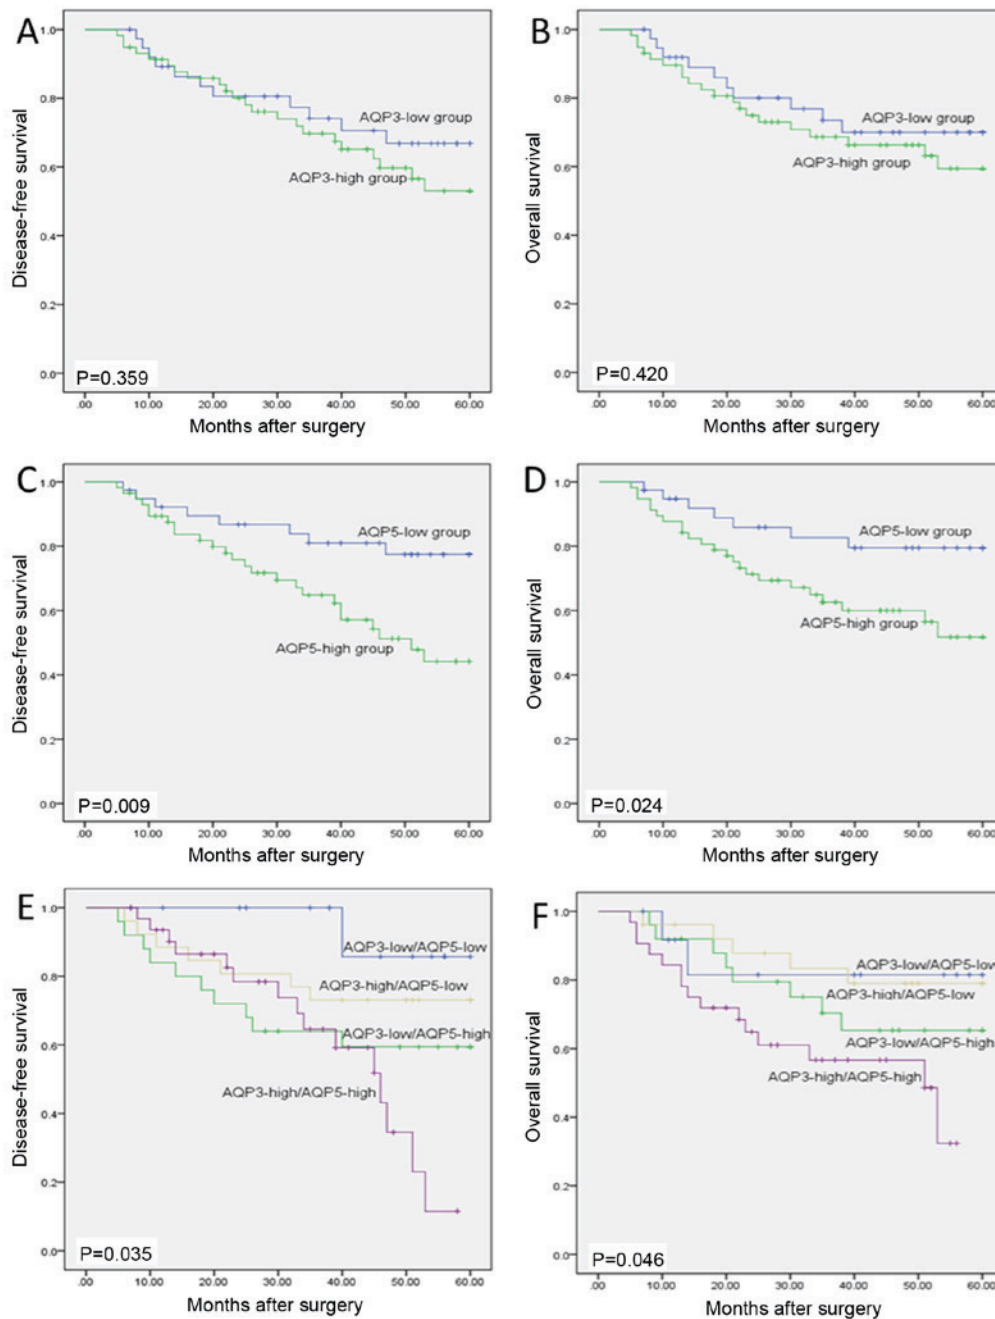 A
Disease-free survival
1.0
0.8
0.6
0.4
0.2
0.0
AQP3-low group
AQP3-high group
P=0.359
.00 10.00 20.00 30.00 40.00 50.00 60.00
Months after surgery
B
Overall survival
1.0
0.8
0.6
0.4
0.2
0.0
AQP3-low group
AQP3-high group
P=0.420
.00 10.00 20.00 30.00 40.00 50.00 60.00
Months after surgery
C
Disease-free survival
1.0
0.8
0.6
0.4
0.2
0.0
AQP5-low group
AQP5-high group
P=0.009
.00 10.00 20.00 30.00 40.00 50.00 60.00
Months after surgery
D
Overall survival
1.0
0.8
0.6
0.4
0.2
0.0
AQP5-low group
AQP5-high group
P=0.024
.00 10.00 20.00 30.00 40.00 50.00 60.00
Months after surgery
E
Disease-free survival
1.0
0.8
0.6
0.4
0.2
0.0
AQP3-low/AQP5-low
AQP3-high/AQP5-low
AQP3-low/AQP5-high
AQP3-high/AQP5-high
P=0.035
.00 10.00 20.00 30.00 40.00 50.00 60.00
Months after surgery
F
Overall survival
1.0
0.8
0.6
0.4
0.2
0.0
AQP3-low/AQP5-low
AQP3-high/AQP5-low
AQP3-low/AQP5-high
AQP3-high/AQP5-high
P=0.046
.00 10.00 20.00 30.00 40.00 50.00 60.00
Months after surgery